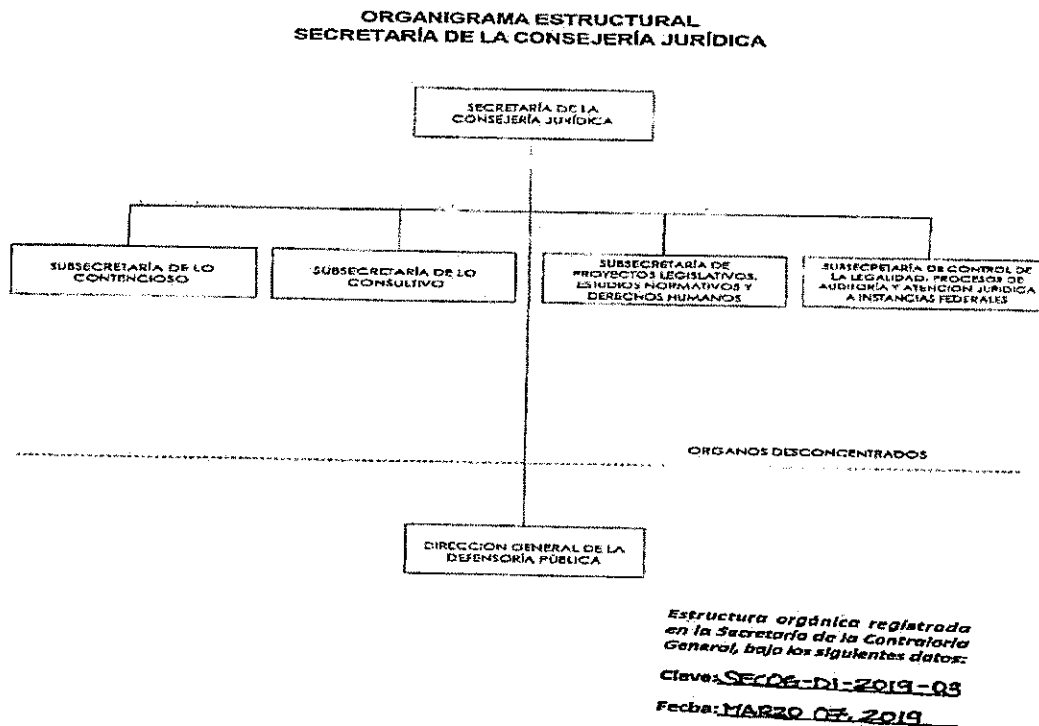 ORGANIGRAMA ESTRUCTURAL
SECRETARÍA DE LA CONSEJERÍA JURÍDICA
SECRETARÍA DE LA
CONSEJERÍA JURÍDICA
SUBSECRETARÍA DE LO
CONTENCIOSO
SUBSECRETARÍA DE LO
CONSULTIVO
SUBSECRETARÍA DE
PROYECTOS LEGISLATIVOS,
ESTUDIOS NORMATIVOS Y
DERECHOS HUMANOS
SUBSECRETARÍA DE CONTROL DE
LA LEGALIDAD, PROCESOS DE
AUDITORÍA Y ATENCIÓN JURÍDICA
A INSTANCIAS FEDERALES
ORGANOS DESCONCENTRADOS
DIRECCION GENERAL DE LA
DEFENSORÍA PÚBLICA
Estructura orgánica registrada
en la Secretaría de la Contraloría
General, bajo los siguientes datos:
Clave: SECOG-DI-2019-03
Fecha: MARZO 07, 2019